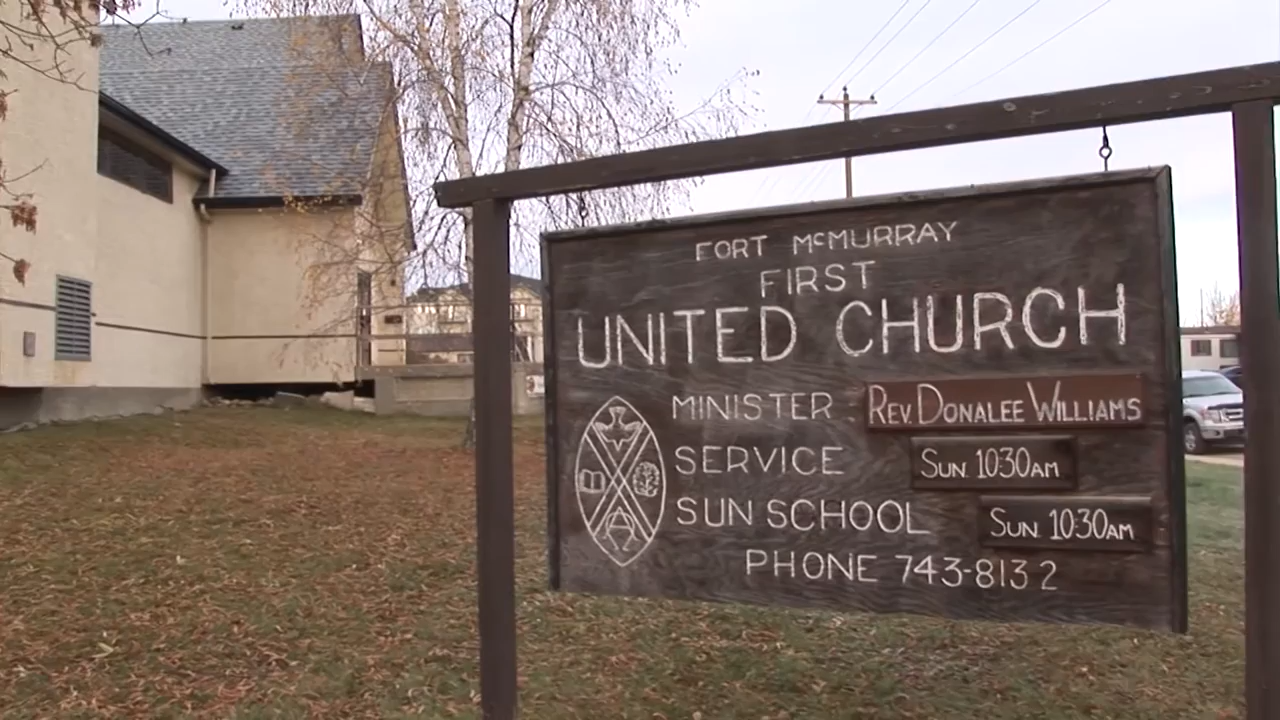 FORT McMURRAY
FIRST
UNITED CHURCH
MINISTER REV. DONALEE WILLIAMS
SERVICE SUN. 10:30AM
SUN SCHOOL SUN. 10:30AM
PHONE 743-8132